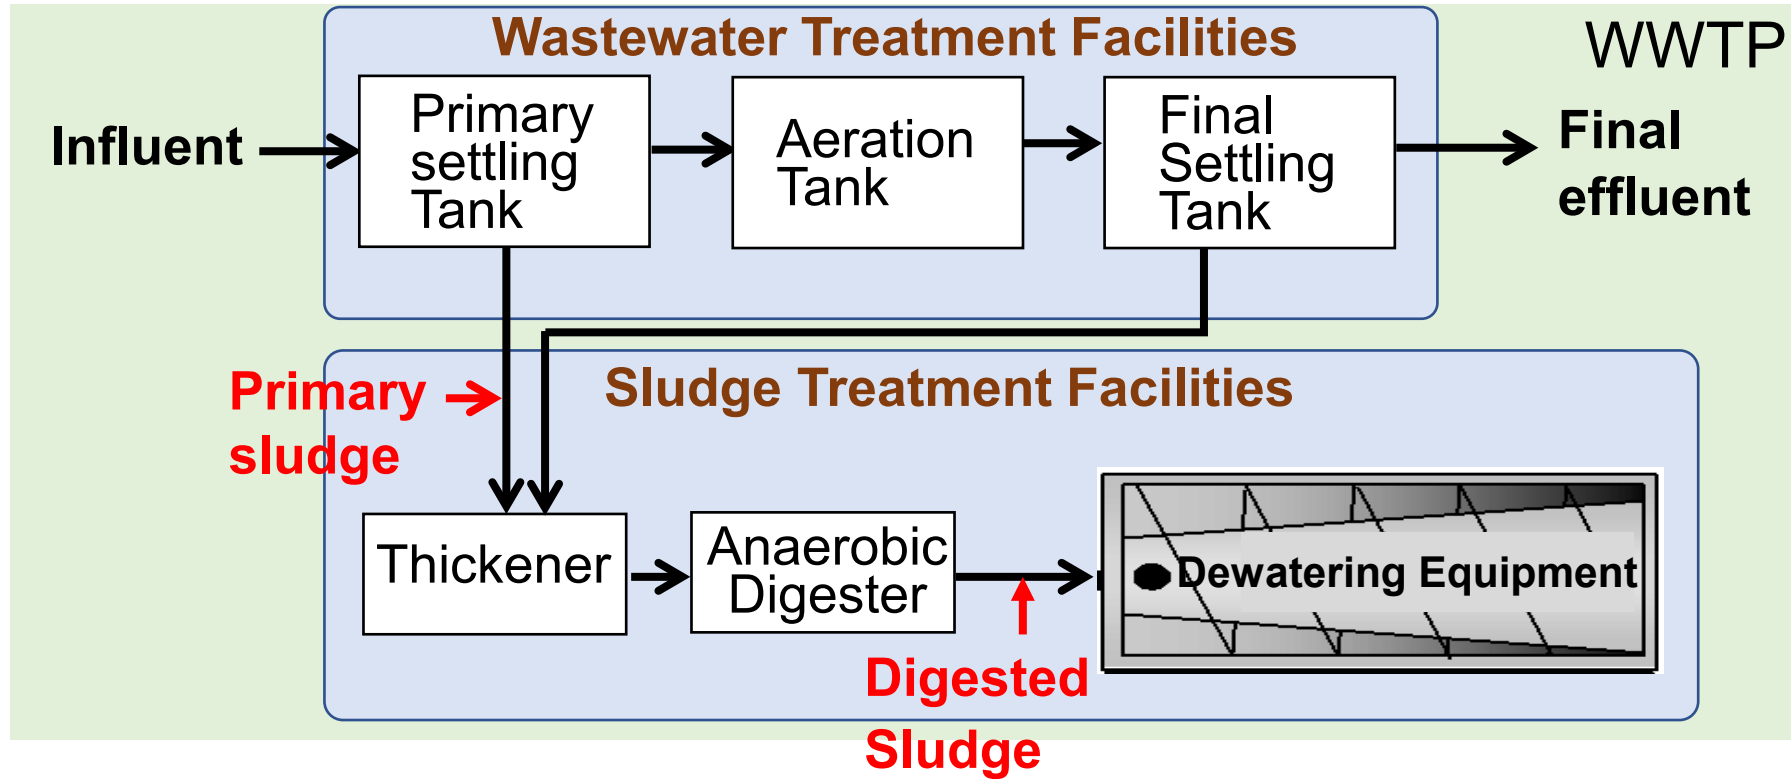 Wastewater Treatment Facilities
WWTP
Influent
Primary
settling
Tank
Aeration
Tank
Final
Settling
Tank
Final
effluent
Primary
sludge
Sludge Treatment Facilities
Thickener
Anaerobic
Digester
Dewatering Equipment
Digested
Sludge